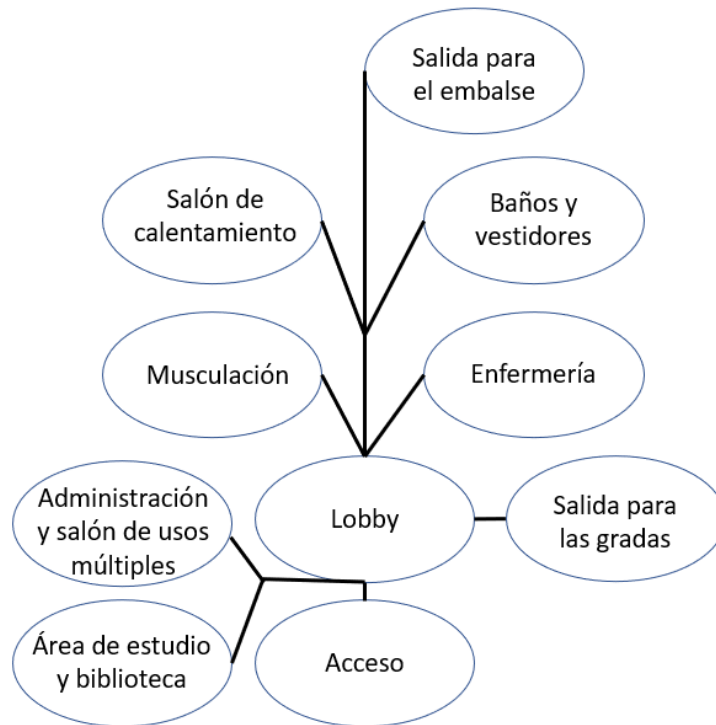 Salida para
el embalse
Salón de
calentamiento
Baños y
vestidores
Musculación
Enfermería
Administración
y salón de usos
múltiples
Lobby
Salida para
las gradas
Área de estudio
y biblioteca
Acceso